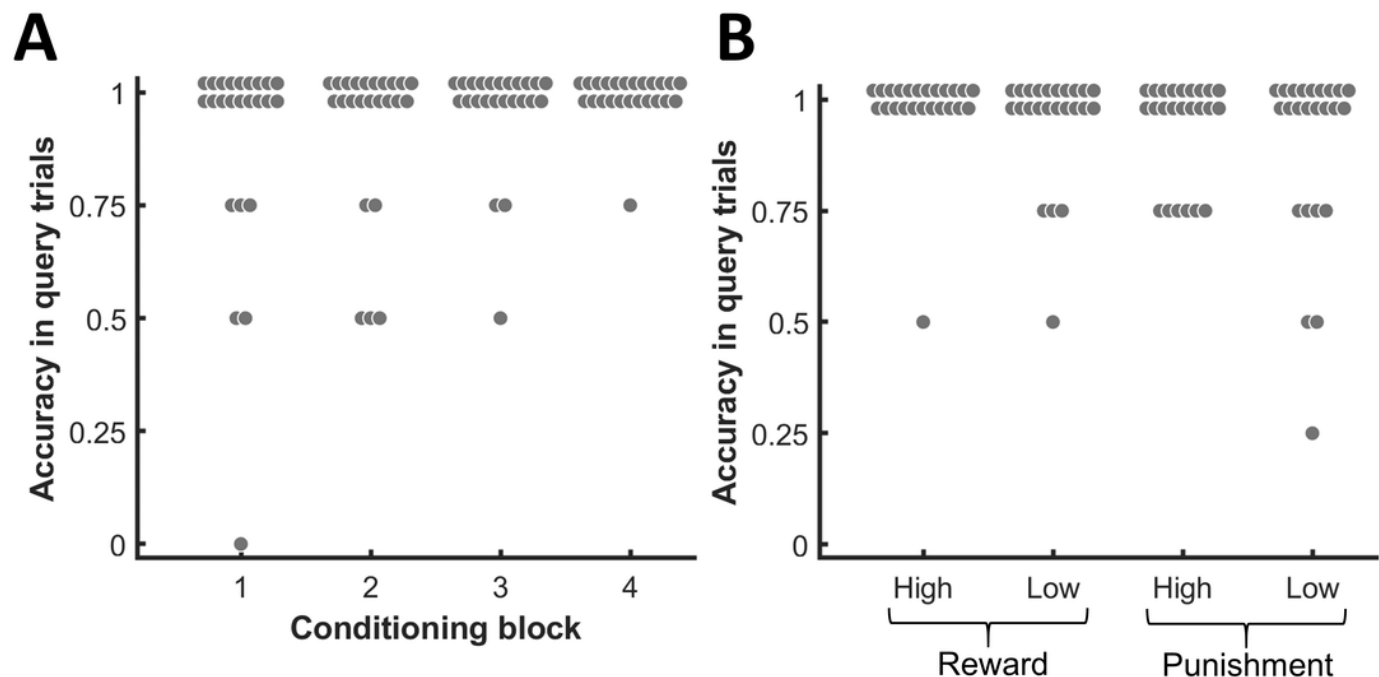 A
Accuracy in query trials
1
0.75
0.5
0.25
0
1 2 3 4
Conditioning block
B
Accuracy in query trials
1
0.75
0.5
0.25
0
High Low High Low
Reward Punishment